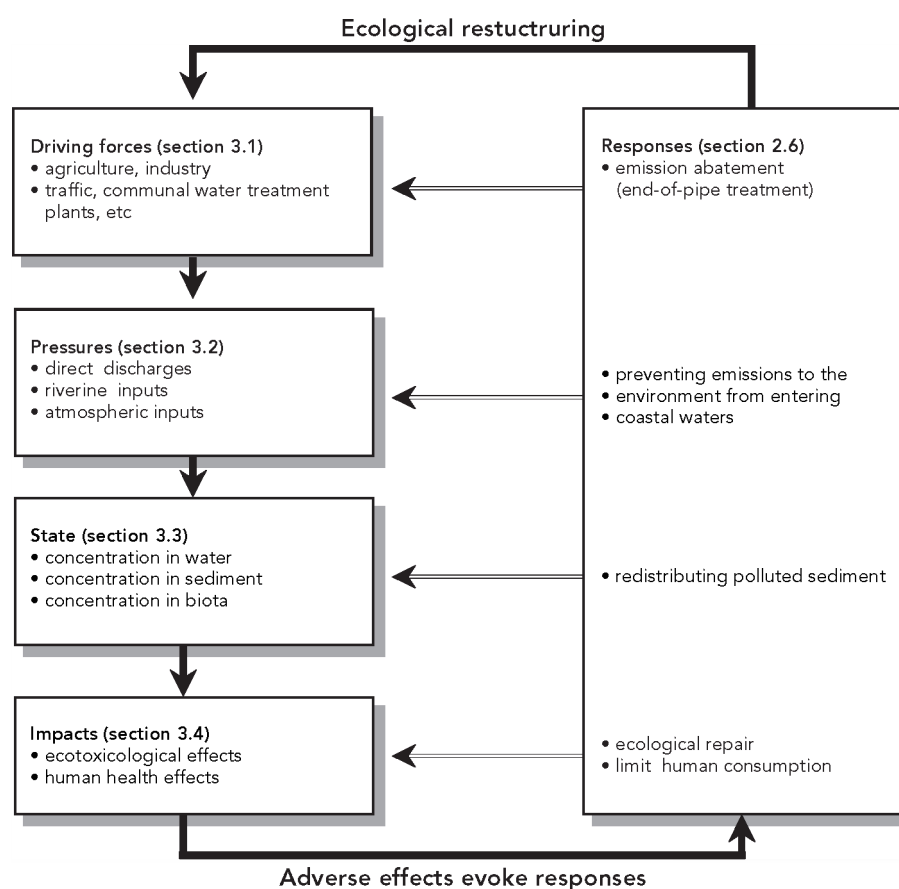 Ecological restuctruring
Driving forces (section 3.1)
• agriculture, industry
• traffic, communal water treatment
plants, etc
Responses (section 2.6)
• emission abatement
(end-of-pipe treatment)
Pressures (section 3.2)
• direct discharges
• riverine inputs
• atmospheric inputs
• preventing emissions to the
• environment from entering
• coastal waters
State (section 3.3)
• concentration in water
• concentration in sediment
• concentration in biota
• redistributing polluted sediment
Impacts (section 3.4)
• ecotoxicological effects
• human health effects
• ecological repair
• limit human consumption
Adverse effects evoke responses